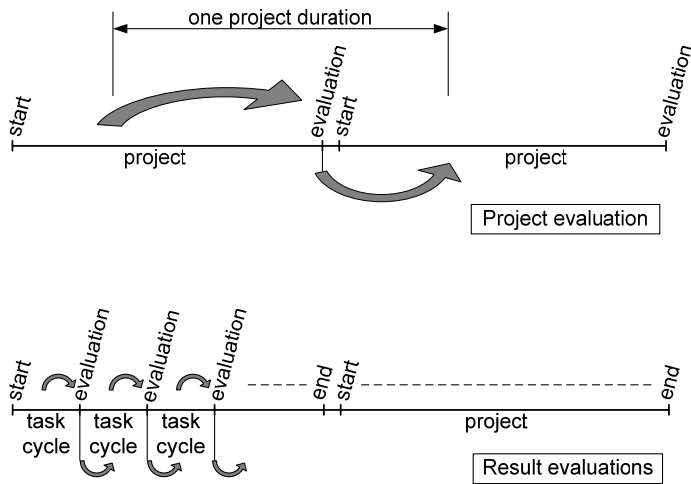 one project duration
start
evaluation
start
evaluation
project
project
Project evaluation
start
evaluation
evaluation
evaluation
end
start
end
task
cycle
task
cycle
task
cycle
project
Result evaluations